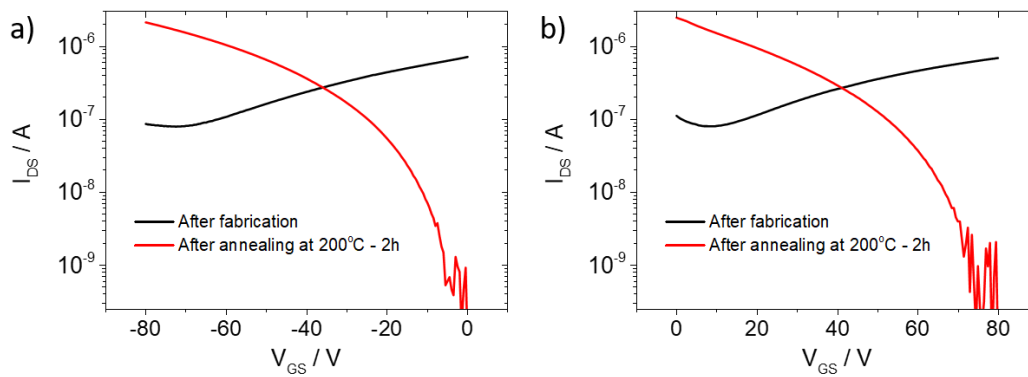 a)
I_DS / A
10^-6
10^-7
10^-8
10^-9
After fabrication
After annealing at 200°C - 2h
-80 -60 -40 -20 0
V_GS / V
b)
I_DS / A
10^-6
10^-7
10^-8
10^-9
After fabrication
After annealing at 200°C - 2h
0 20 40 60 80
V_GS / V